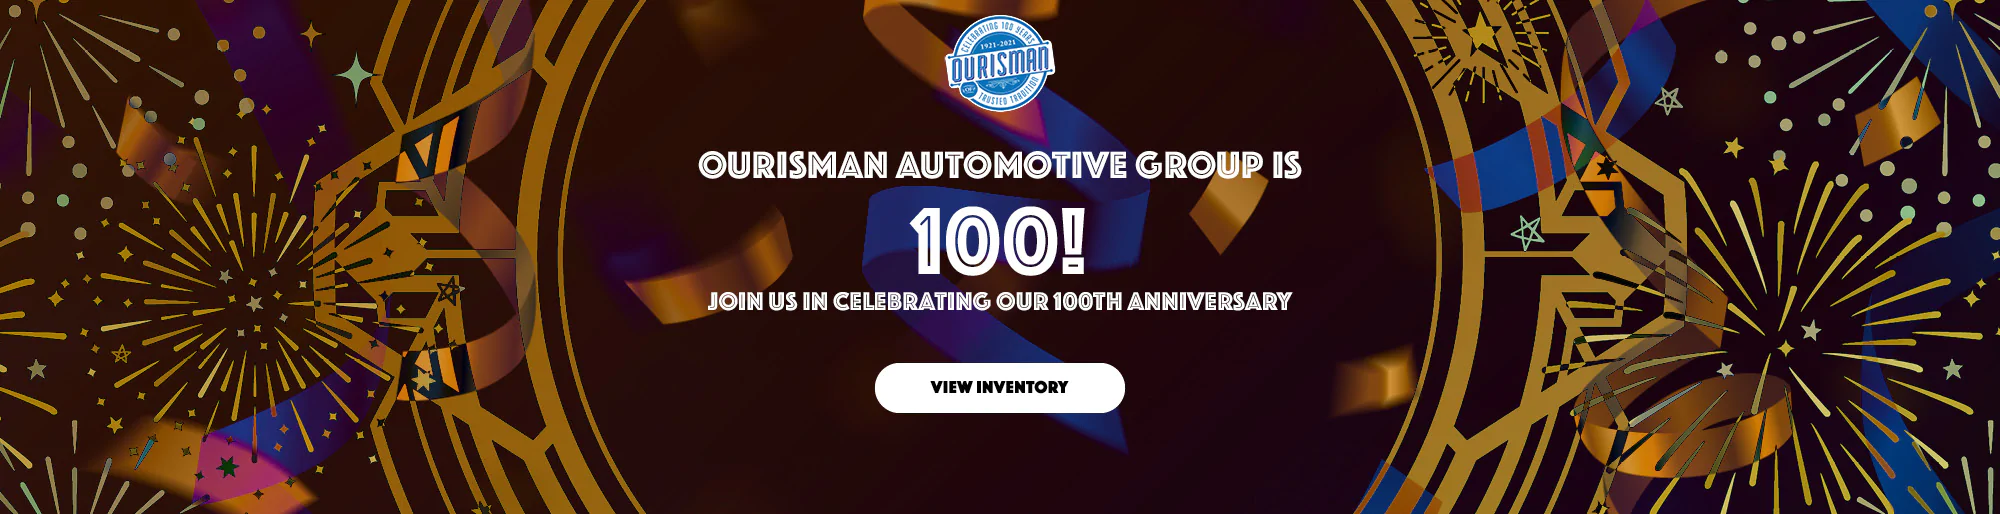 CELEBRATING 100 YEARS
1921-2021
OURISMAN
TRUSTED TRADITION
OURISMAN AUTOMOTIVE GROUP IS
100!
JOIN US IN CELEBRATING OUR 100TH ANNIVERSARY
VIEW INVENTORY